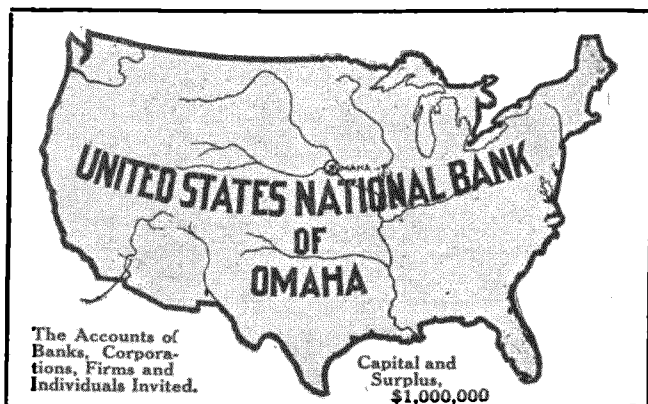 OMAHA
UNITED STATES NATIONAL BANK
OF
OMAHA
The Accounts of
Banks, Corpora-
tions, Firms and
Individuals Invited.
Capital and
Surplus,
$1,000,000